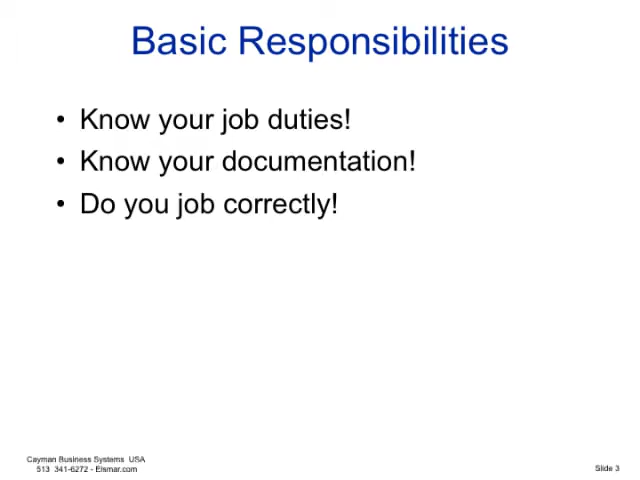 Basic Responsibilities
• Know your job duties!
• Know your documentation!
• Do you job correctly!
Cayman Business Systems USA
513 341-6272 - Elsmar.com
Slide 3